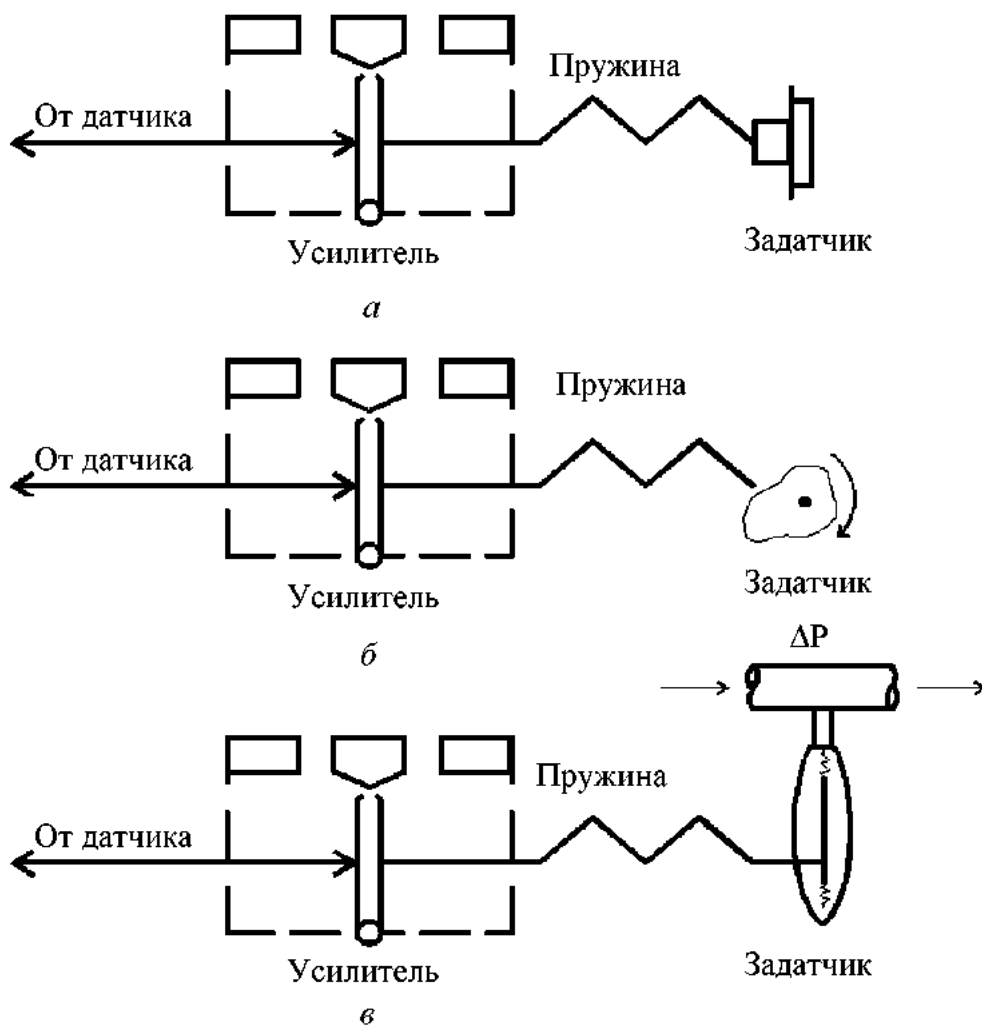 Пружина
От датчика
Задатчик
Усилитель
а
Пружина
От датчика
Задатчик
Усилитель
б
ΔP
Пружина
От датчика
Задатчик
Усилитель
в